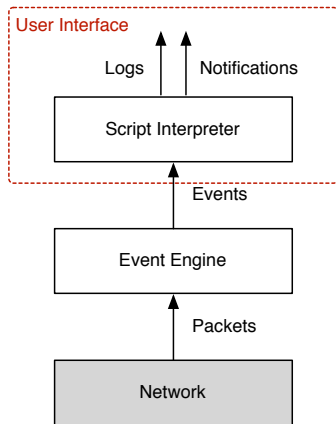 User Interface
Logs Notifications
Script Interpreter
Events
Event Engine
Packets
Network